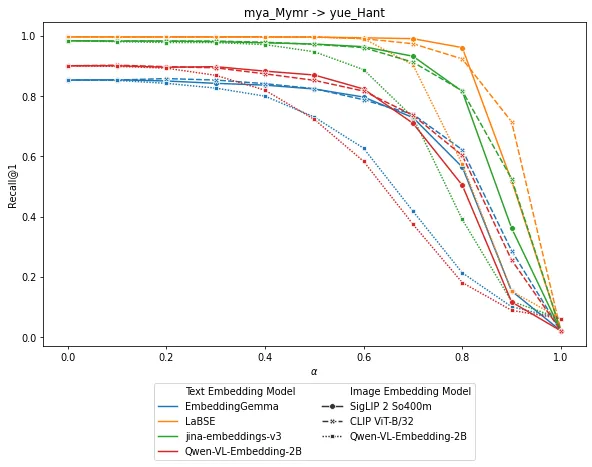 mya_Mymr -> yue_Hant
1.0
0.8
0.6
0.4
0.2
0.0
Recall@1
0.0 0.2 0.4 0.6 0.8 1.0
α
Text Embedding Model Image Embedding Model
EmbeddingGemma SigLIP 2 So400m
LaBSE CLIP ViT-B/32
jina-embeddings-v3 Qwen-VL-Embedding-2B
Qwen-VL-Embedding-2B